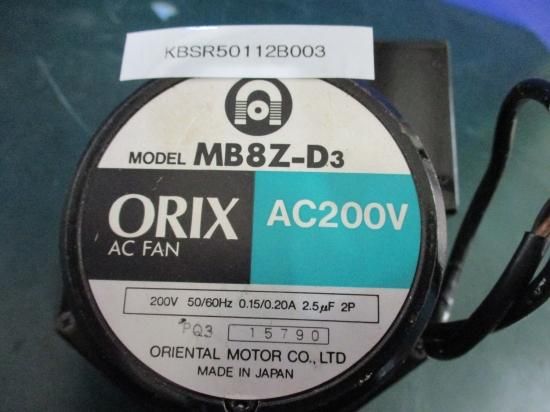 KBSR50112B003
MODEL MB8Z-D3
ORIX
AC FAN
AC200V
200V 50/60Hz 0.15/0.20A 2.5μF 2P
PQ3 15790
ORIENTAL MOTOR CO., LTD
MADE IN JAPAN